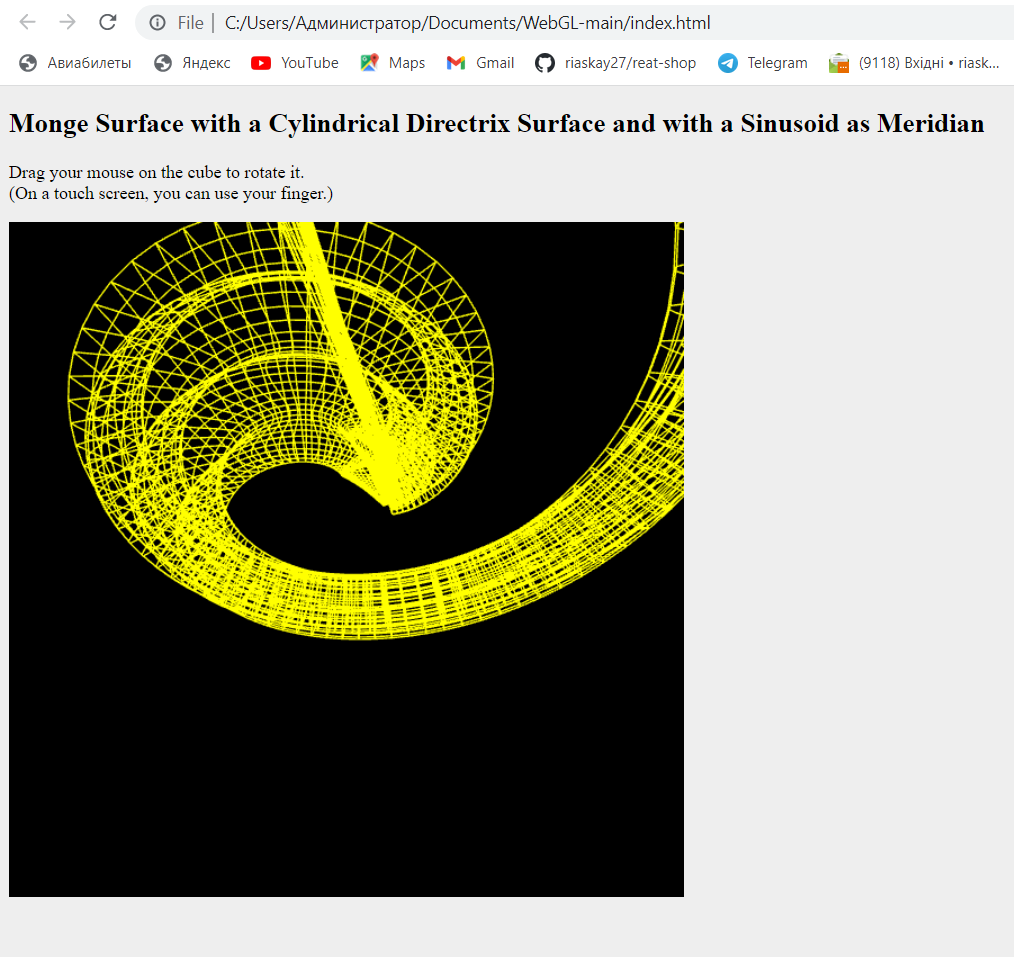 File | C:/Users/Администратор/Documents/WebGL-main/index.html
Авиабилеты Яндекс YouTube Maps Gmail riaskay27/reat-shop Telegram (9118) Вхідні • riask...
Monge Surface with a Cylindrical Directrix Surface and with a Sinusoid as Meridian
Drag your mouse on the cube to rotate it.
(On a touch screen, you can use your finger.)